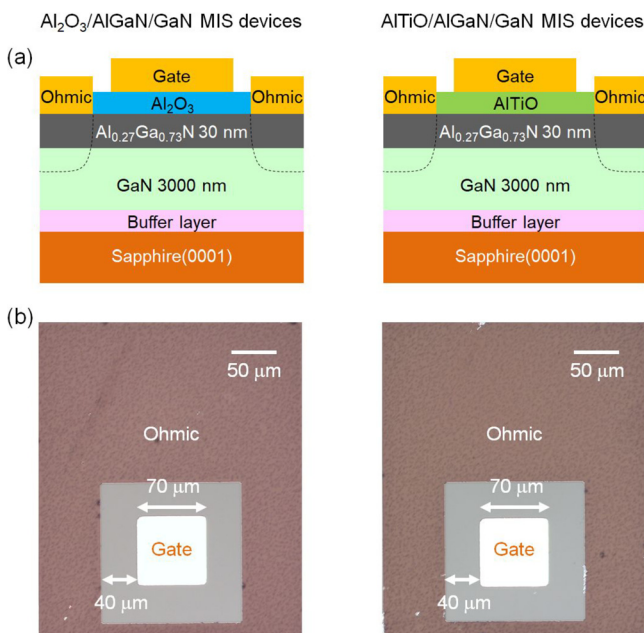 Al₂O₃/AlGaN/GaN MIS devices
AlTiO/AlGaN/GaN MIS devices
(a)
Gate
Ohmic
Al₂O₃
Ohmic
Al₀.₂₇Ga₀.₇₃N 30 nm
GaN 3000 nm
Buffer layer
Sapphire(0001)
Gate
Ohmic
AlTiO
Ohmic
Al₀.₂₇Ga₀.₇₃N 30 nm
GaN 3000 nm
Buffer layer
Sapphire(0001)
(b)
50 μm
Ohmic
70 μm
Gate
40 μm
50 μm
Ohmic
70 μm
Gate
40 μm